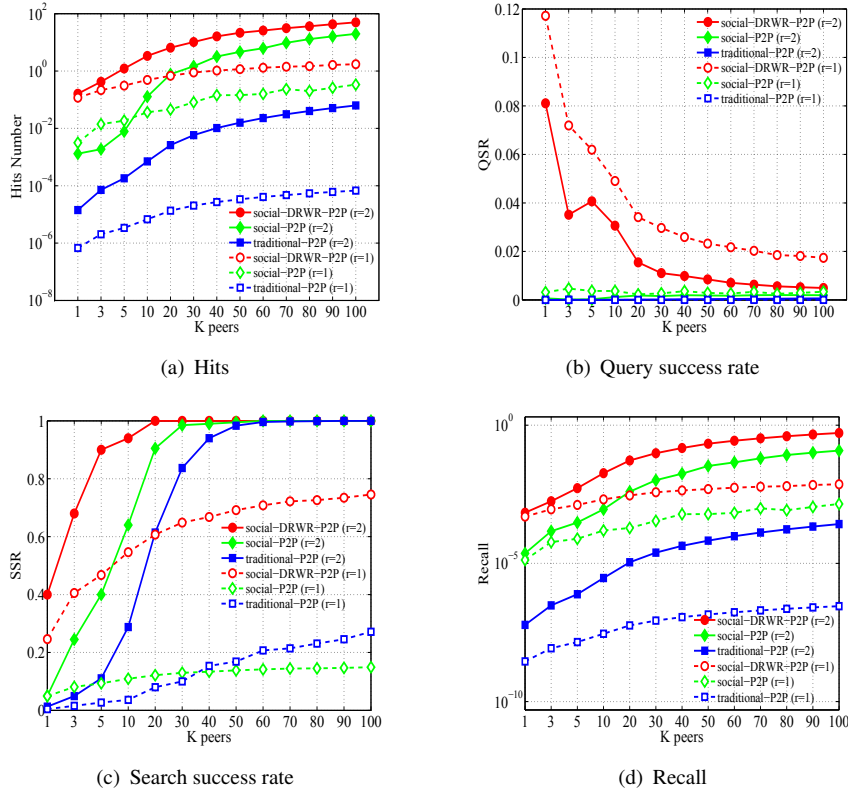 10^2
10^0
10^−2
10^−4
10^−6
10^−8
Hits Number
social−DRWR−P2P (r=2)
social−P2P (r=2)
traditional−P2P (r=2)
social−DRWR−P2P (r=1)
social−P2P (r=1)
traditional−P2P (r=1)
1 3 5 10 20 30 40 50 60 70 80 90 100
K peers
(a) Hits
0.12
0.1
0.08
0.06
0.04
0.02
0
QSR
social−DRWR−P2P (r=2)
social−P2P (r=2)
traditional−P2P (r=2)
social−DRWR−P2P (r=1)
social−P2P (r=1)
traditional−P2P (r=1)
1 3 5 10 20 30 40 50 60 70 80 90 100
K peers
(b) Query success rate
1
0.8
0.6
0.4
0.2
0
SSR
social−DRWR−P2P (r=2)
social−P2P (r=2)
traditional−P2P (r=2)
social−DRWR−P2P (r=1)
social−P2P (r=1)
traditional−P2P (r=1)
1 3 5 10 20 30 40 50 60 70 80 90 100
K peers
(c) Search success rate
10^0
10^−5
10^−10
Recall
social−DRWR−P2P (r=2)
social−P2P (r=2)
traditional−P2P (r=2)
social−DRWR−P2P (r=1)
social−P2P (r=1)
traditional−P2P (r=1)
1 3 5 10 20 30 40 50 60 70 80 90 100
K peers
(d) Recall